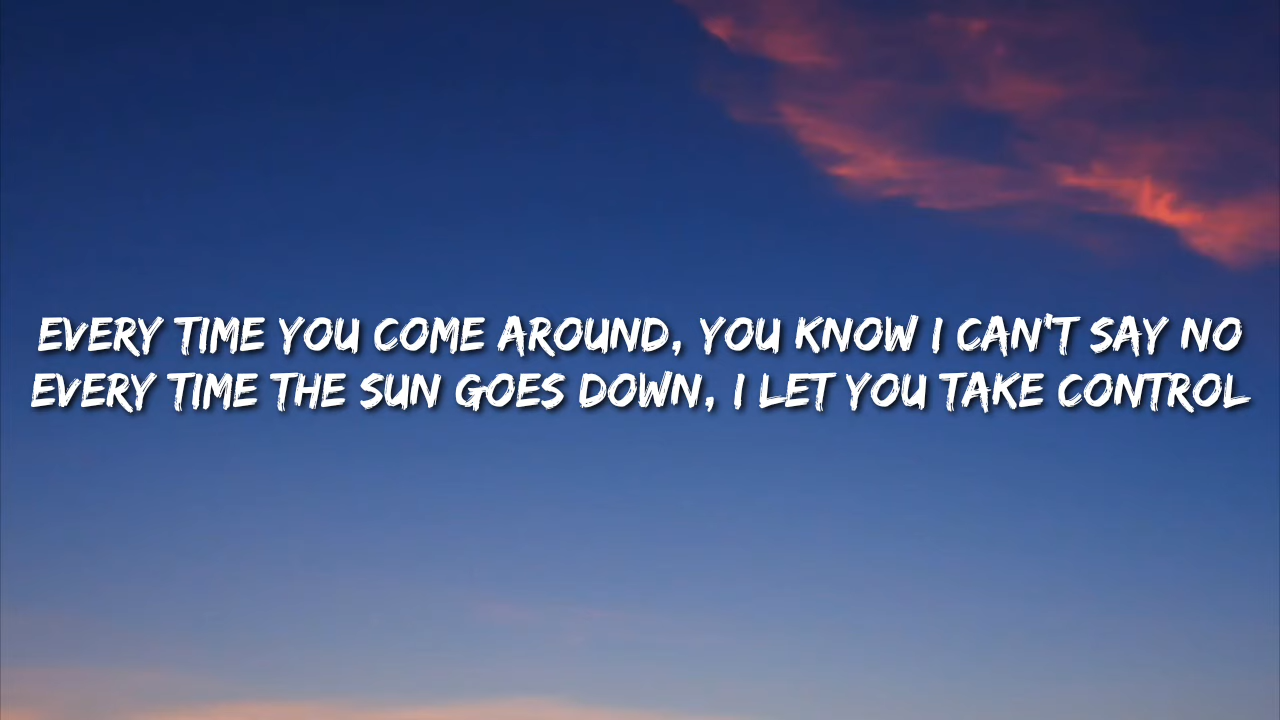 EVERY TIME YOU COME AROUND, YOU KNOW I CAN'T SAY NO
EVERY TIME THE SUN GOES DOWN, I LET YOU TAKE CONTROL